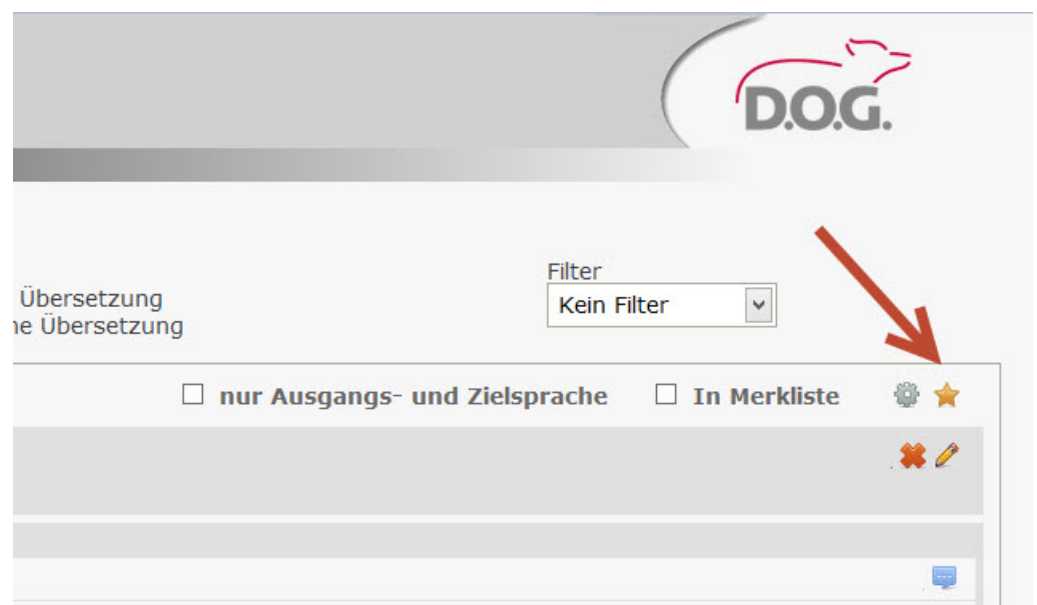 D.O.G.
Filter
Übersetzung
Kein Filter
ne Übersetzung
nur Ausgangs- und Zielsprache
In Merkliste